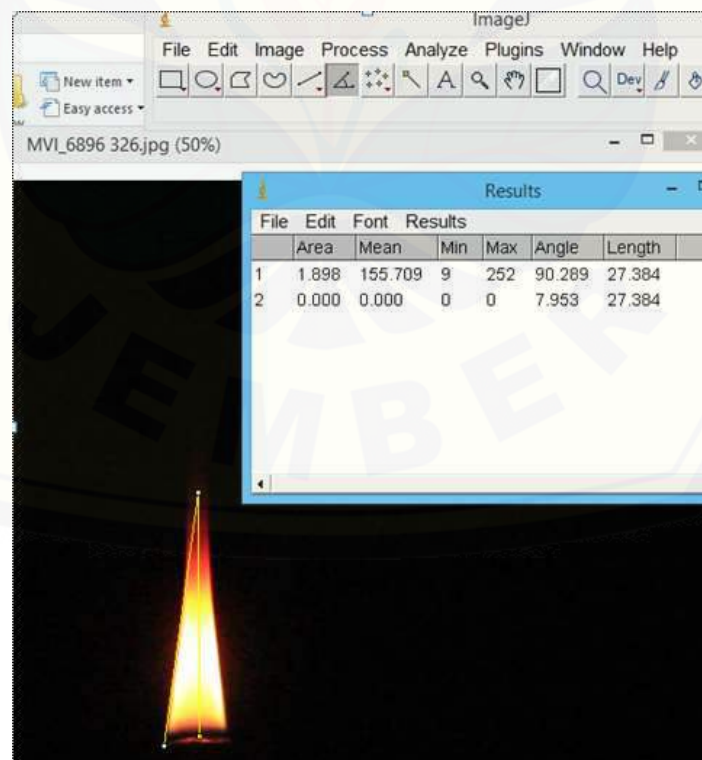 ImageJ
File Edit Image Process Analyze Plugins Window Help
New item
Easy access
A Dev
MVI_6896 326.jpg (50%)
Results
File Edit Font Results
Area Mean Min Max Angle Length
1 1.898 155.709 9 252 90.289 27.384
2 0.000 0.000 0 0 7.953 27.384
JEMBER